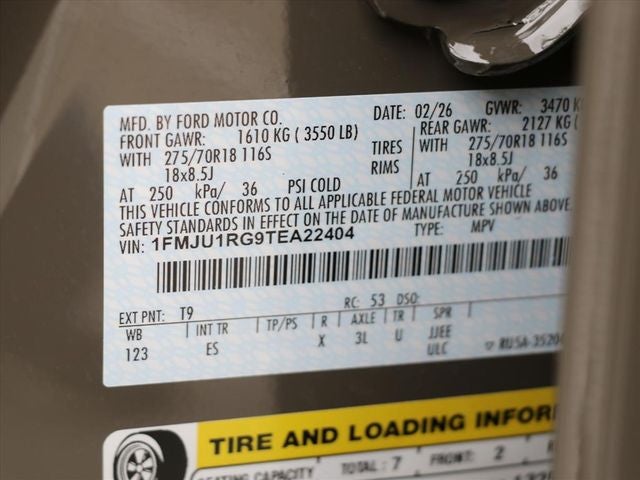 MFD. BY FORD MOTOR CO. DATE: 02/26 GVWR: 3470 K
FRONT GAWR: 1610 KG ( 3550 LB) REAR GAWR: 2127 KG (
WITH 275/70R18 116S TIRES WITH 275/70R18 116S
18x8.5J RIMS 18x8.5J
AT 250 kPa/ 36 PSI COLD AT 250 kPa/ 36
THIS VEHICLE CONFORMS TO ALL APPLICABLE FEDERAL MOTOR VEHICLE
SAFETY STANDARDS IN EFFECT ON THE DATE OF MANUFACTURE SHOWN ABOVE.
VIN: 1FMJU1RG9TEA22404 TYPE: MPV
EXT PNT: T9 RC: 53 DSO:
WB INT TR TP/PS R AXLE TR SPR
123 ES X 3L U JJEE
ULC
TIRE AND LOADING INFOR
SEATING CAPACITY TOTAL : 7 FRONT: 2